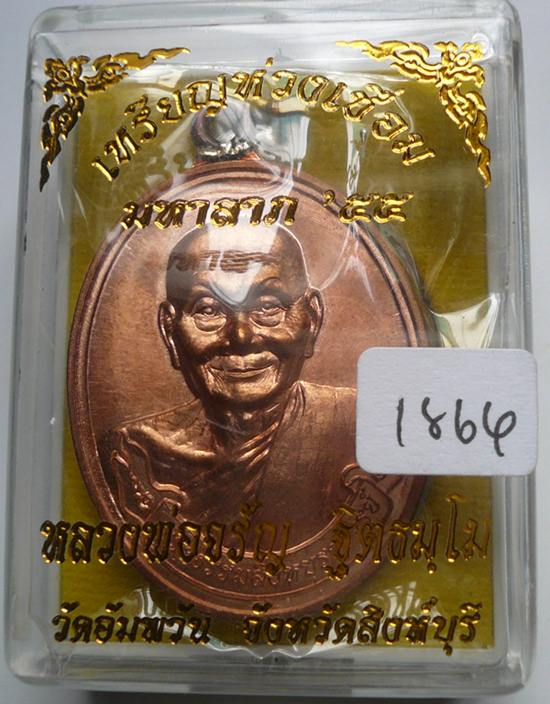 เหรียญห่วงเชื่อม
มหาลาภ '๕๕
1866
หลวงพ่อจรัญ ฐิตธมฺโม
วัดอัมพวัน จังหวัดสิงห์บุรี